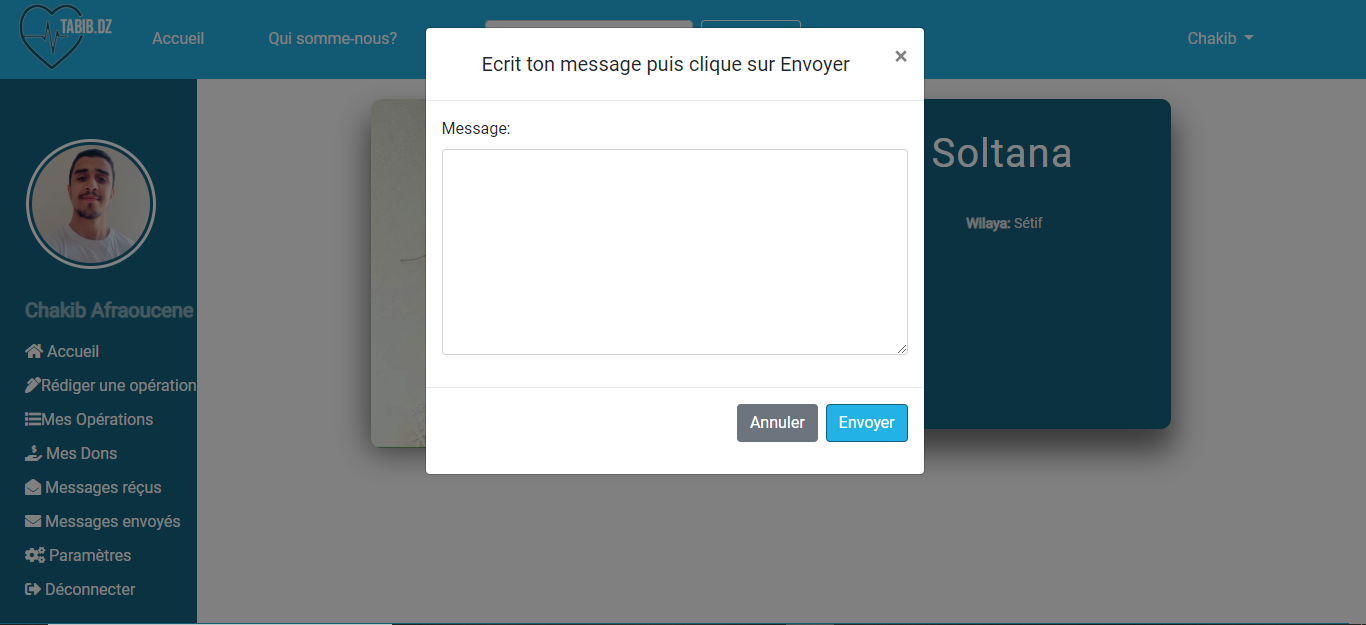 TABIB.DZ
Accueil
Qui somme-nous?
Chakib
Ecrit ton message puis clique sur Envoyer
×
Message:
Annuler
Envoyer
Soltana
Wilaya: Sétif
Chakib Afraoucene
Accueil
Rédiger une opération
Mes Opérations
Mes Dons
Messages réçus
Messages envoyés
Paramètres
Déconnecter